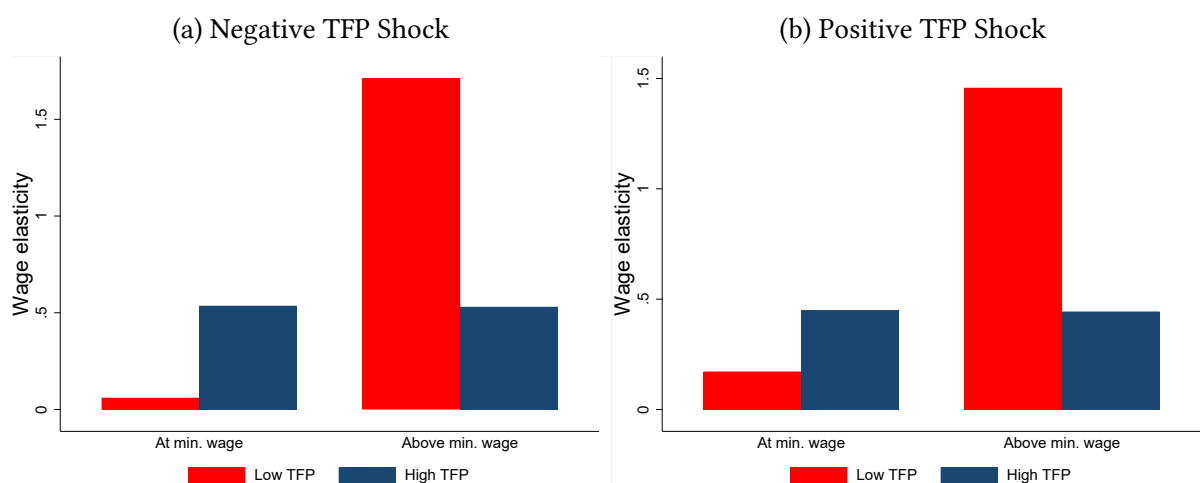 (a) Negative TFP Shock
Wage elasticity
1.5
1
.5
0
At min. wage
Above min. wage
Low TFP
High TFP
(b) Positive TFP Shock
Wage elasticity
1.5
1
.5
0
At min. wage
Above min. wage
Low TFP
High TFP